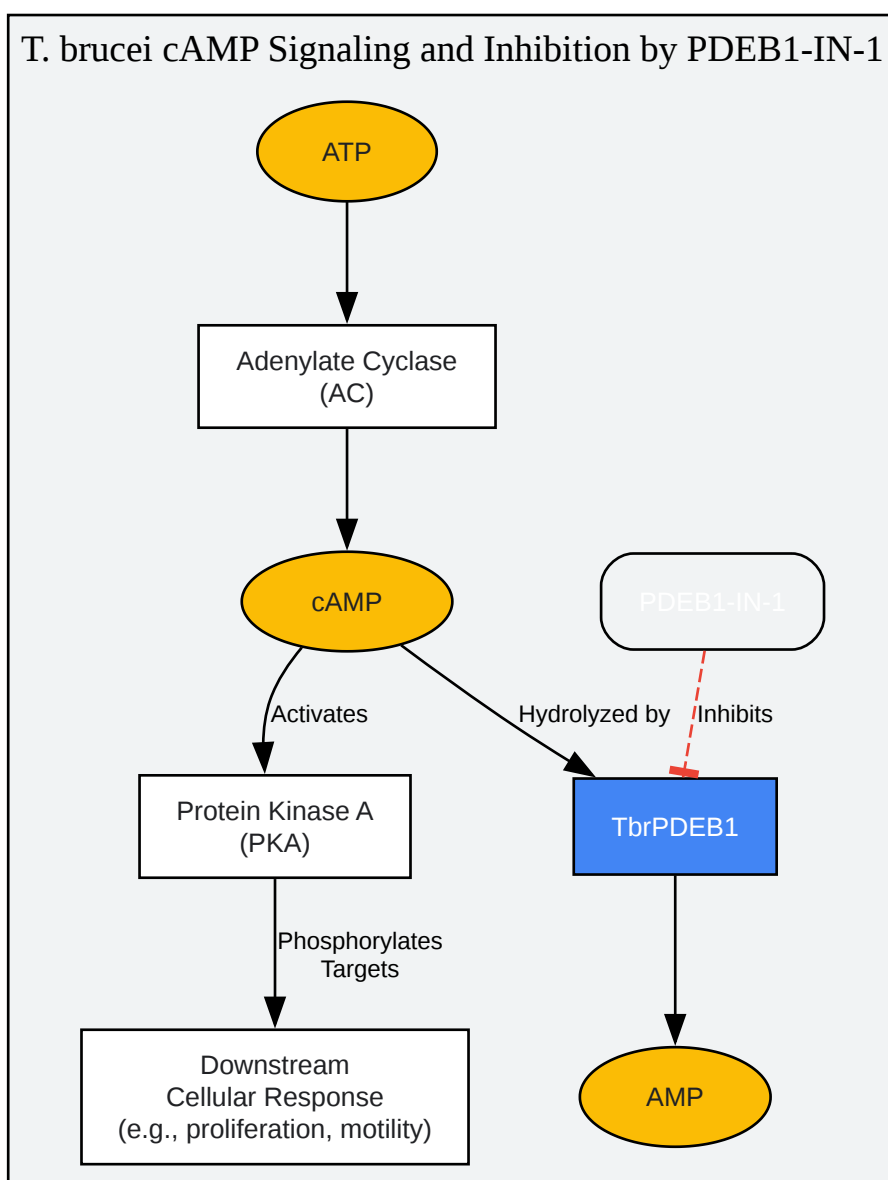 T. brucei cAMP Signaling and Inhibition by PDEB1-IN-1
ATP
Adenylate Cyclase
(AC)
cAMP
PDEB1-IN-1
Activates
Hydrolyzed by
Inhibits
Protein Kinase A
(PKA)
TbrPDEB1
Phosphorylates
Targets
Downstream
Cellular Response
(e.g., proliferation, motility)
AMP